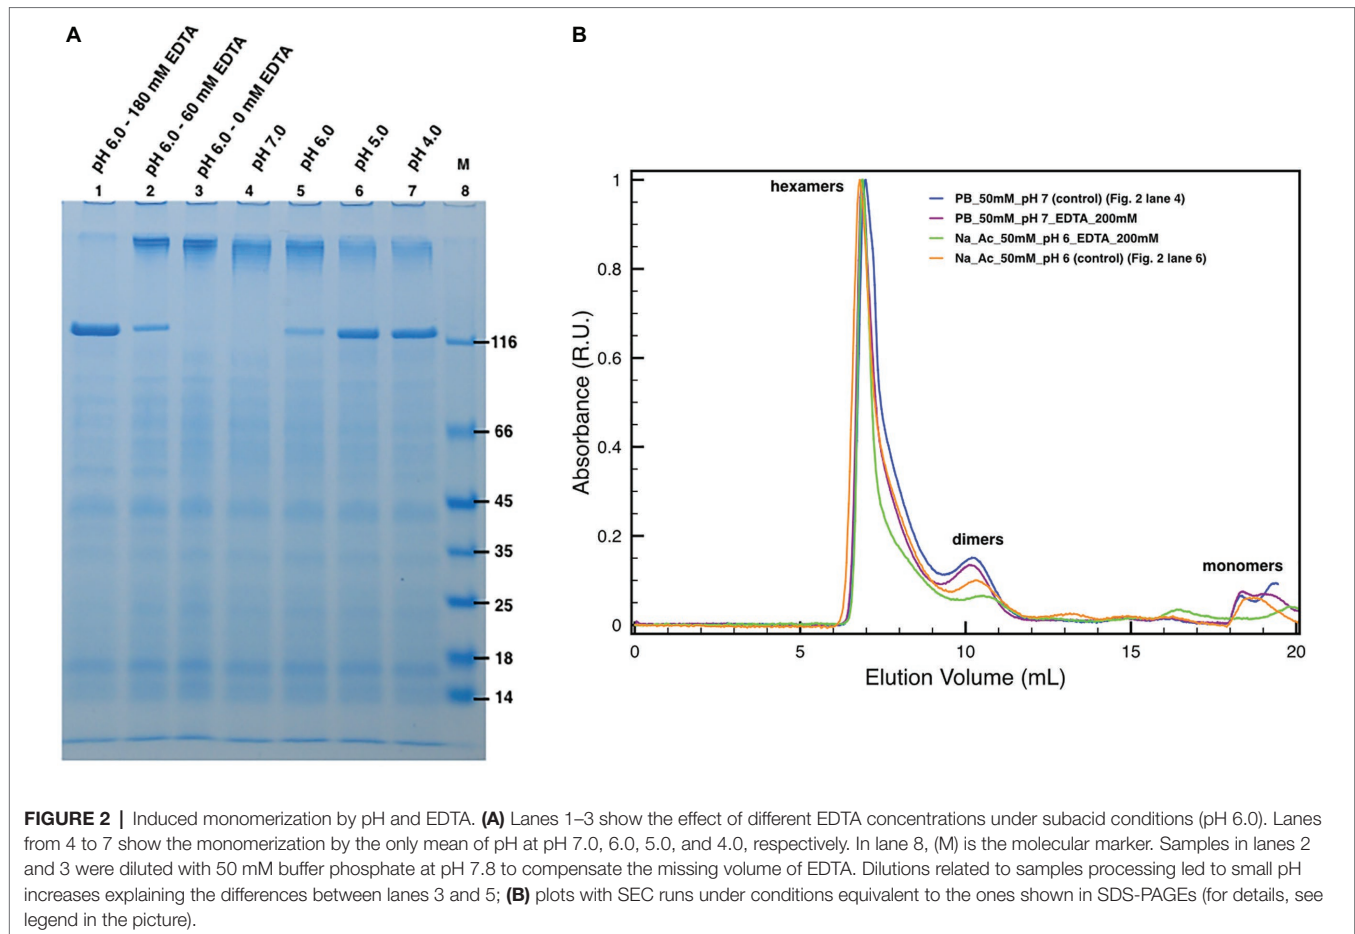 A
pH 6.0 - 180 mM EDTA
pH 6.0 - 60 mM EDTA
pH 6.0 - 0 mM EDTA
pH 7.0
pH 6.0
pH 5.0
pH 4.0
M
1 2 3 4 5 6 7 8
116
66
45
35
25
18
14
B
hexamers
PB_50mM_pH 7 (control) (Fig. 2 lane 4)
PB_50mM_pH 7_EDTA_200mM
Na_Ac_50mM_pH 6_EDTA_200mM
Na_Ac_50mM_pH 6 (control) (Fig. 2 lane 6)
dimers
monomers
Absorbance (R.U.)
1
0.8
0.6
0.4
0.2
0
0 5 10 15 20
Elution Volume (mL)
FIGURE 2 | Induced monomerization by pH and EDTA. (A) Lanes 1–3 show the effect of different EDTA concentrations under subacid conditions (pH 6.0). Lanes
from 4 to 7 show the monomerization by the only mean of pH at pH 7.0, 6.0, 5.0, and 4.0, respectively. In lane 8, (M) is the molecular marker. Samples in lanes 2
and 3 were diluted with 50 mM buffer phosphate at pH 7.8 to compensate the missing volume of EDTA. Dilutions related to samples processing led to small pH
increases explaining the differences between lanes 3 and 5; (B) plots with SEC runs under conditions equivalent to the ones shown in SDS-PAGEs (for details, see
legend in the picture).